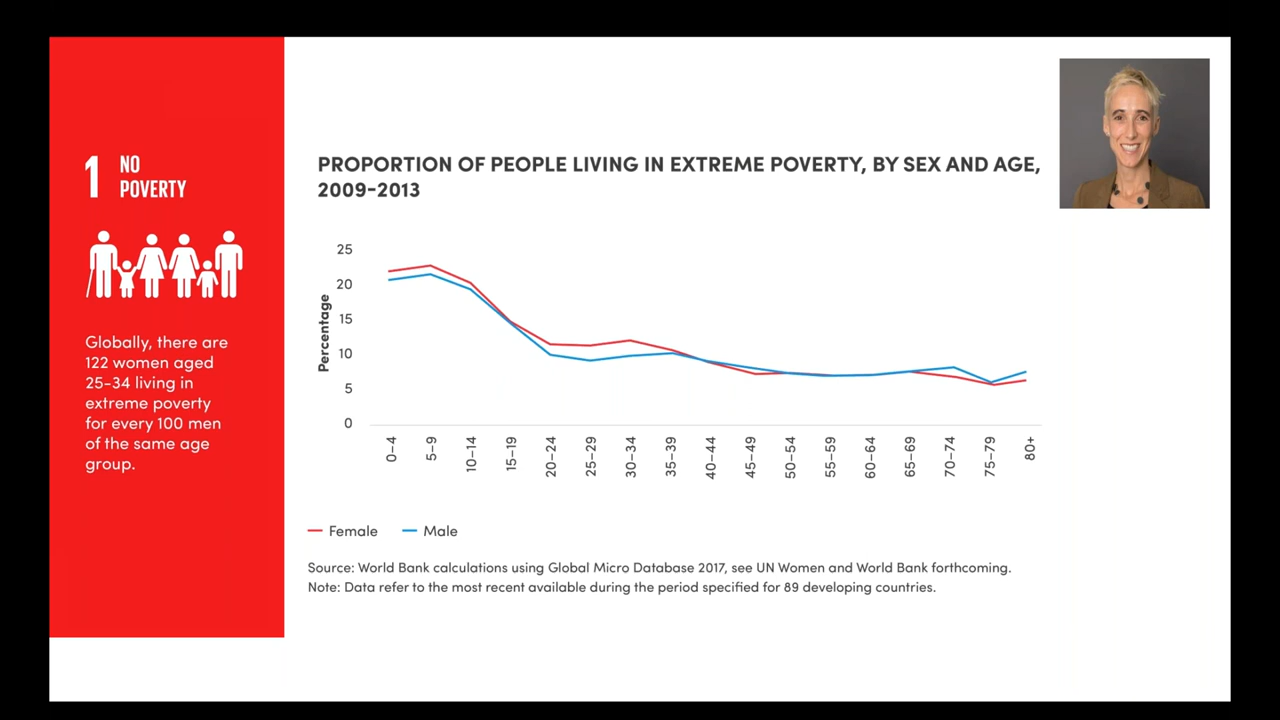 1 NO
POVERTY
Globally, there are
122 women aged
25-34 living in
extreme poverty
for every 100 men
of the same age
group.
PROPORTION OF PEOPLE LIVING IN EXTREME POVERTY, BY SEX AND AGE,
2009-2013
Percentage
25
20
15
10
5
0
0-4
5-9
10-14
15-19
20-24
25-29
30-34
35-39
40-44
45-49
50-54
55-59
60-64
65-69
70-74
75-79
80+
Female Male
Source: World Bank calculations using Global Micro Database 2017, see UN Women and World Bank forthcoming.
Note: Data refer to the most recent available during the period specified for 89 developing countries.